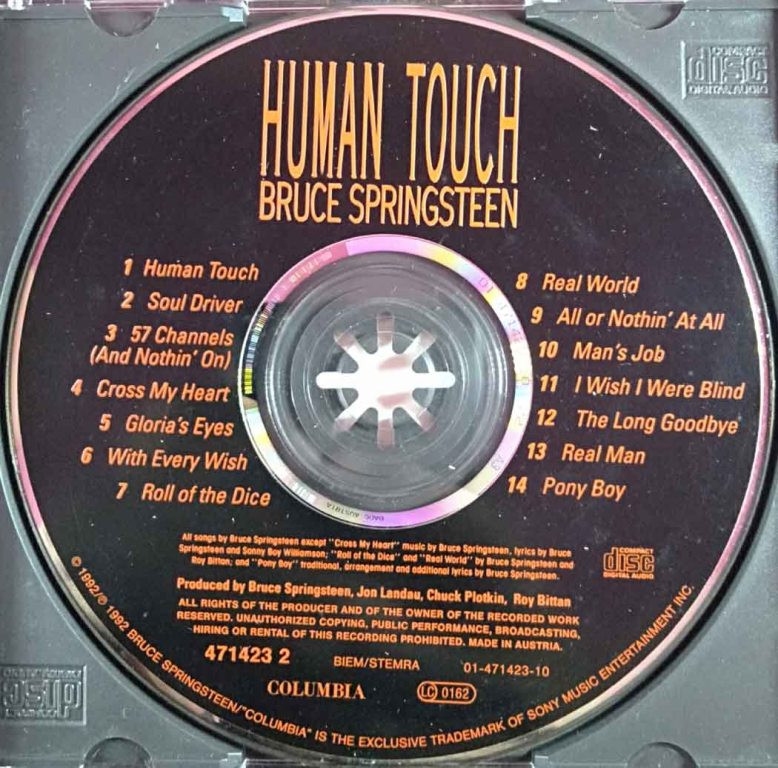 HUMAN TOUCH
BRUCE SPRINGSTEEN
1 Human Touch
2 Soul Driver
3 57 Channels
(And Nothin' On)
4 Cross My Heart
5 Gloria's Eyes
6 With Every Wish
7 Roll of the Dice
8 Real World
9 All or Nothin' At All
10 Man's Job
11 I Wish I Were Blind
12 The Long Goodbye
13 Real Man
14 Pony Boy
All songs by Bruce Springsteen except "Cross My Heart" music by Bruce Springsteen, lyrics by Bruce
Springsteen and Sonny Boy Williamson; "Roll of the Dice" and "Real World" by Bruce Springsteen and
Roy Bittan; and "Pony Boy" traditional, arrangement and additional lyrics by Bruce Springsteen.
Produced by Bruce Springsteen, Jon Landau, Chuck Plotkin, Roy Bittan
ALL RIGHTS OF THE PRODUCER AND OF THE OWNER OF THE RECORDED WORK
RESERVED. UNAUTHORIZED COPYING, PUBLIC PERFORMANCE, BROADCASTING,
HIRING OR RENTAL OF THIS RECORDING PROHIBITED. MADE IN AUSTRIA.
471423 2 BIEM/STEMRA 01-471423-10
COLUMBIA LC 0162
COMPACT
disc
DIGITAL AUDIO
© 1992/℗ 1992 BRUCE SPRINGSTEEN/"COLUMBIA" IS THE EXCLUSIVE TRADEMARK OF SONY MUSIC ENTERTAINMENT INC.
COMPACT
disc
DIGITAL AUDIO
DADC AUSTRIA